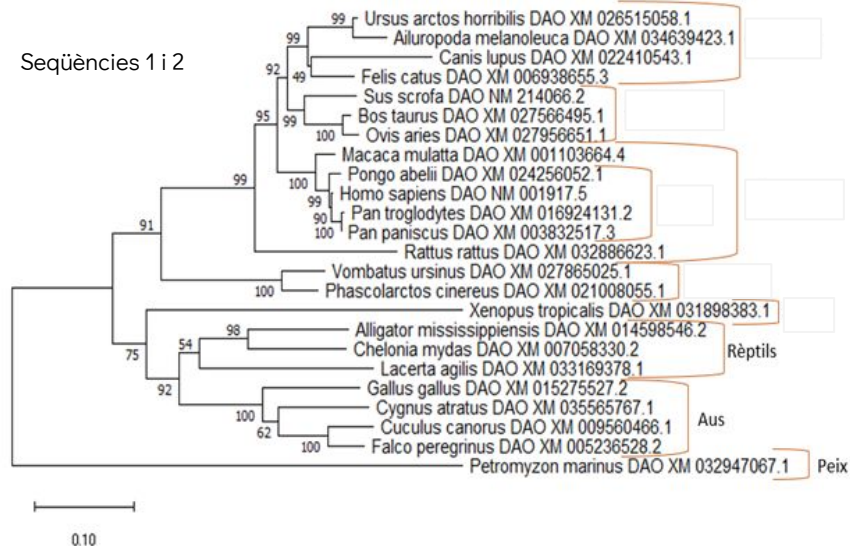 Seqüències 1 i 2
99
Ursus arctos horribilis DAO XM 026515058.1
99
Ailuropoda melanoleuca DAO XM 034639423.1
Canis lupus DAO XM 022410543.1
92
49
Felis catus DAO XM 006938655.3
Sus scrofa DAO NM 214066.2
95
99
Bos taurus DAO XM 027566495.1
100
Ovis aries DAO XM 027956651.1
Macaca mulatta DAO XM 001103664.4
Pongo abelii DAO XM 024256052.1
99
100
Homo sapiens DAO NM 001917.5
99
Pan troglodytes DAO XM 016924131.2
90
Pan paniscus DAO XM 003832517.3
100
91
Rattus rattus DAO XM 032886623.1
Vombatus ursinus DAO XM 027865025.1
100
Phascolarctos cinereus DAO XM 021008055.1
Xenopus tropicalis DAO XM 031898383.1
98
Alligator mississippiensis DAO XM 014598546.2
75
54
Chelonia mydas DAO XM 007058330.2
Rèptils
Lacerta agilis DAO XM 033169378.1
92
Gallus gallus DAO XM 015275527.2
100
Cygnus atratus DAO XM 035565767.1
Aus
62
Cuculus canorus DAO XM 009560466.1
100
Falco peregrinus DAO XM 005236528.2
Petromyzon marinus DAO XM 032947067.1
Peix
0.10